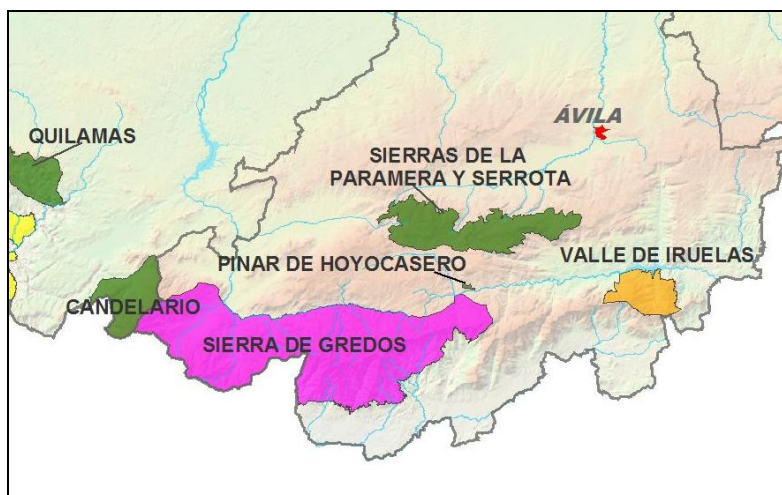 QUILAMAS
ÁVILA
SIERRAS DE LA
PARAMERA Y SERROTA
PINAR DE HOYOCASERO
VALLE DE IRUELAS
CANDELARIO
SIERRA DE GREDOS